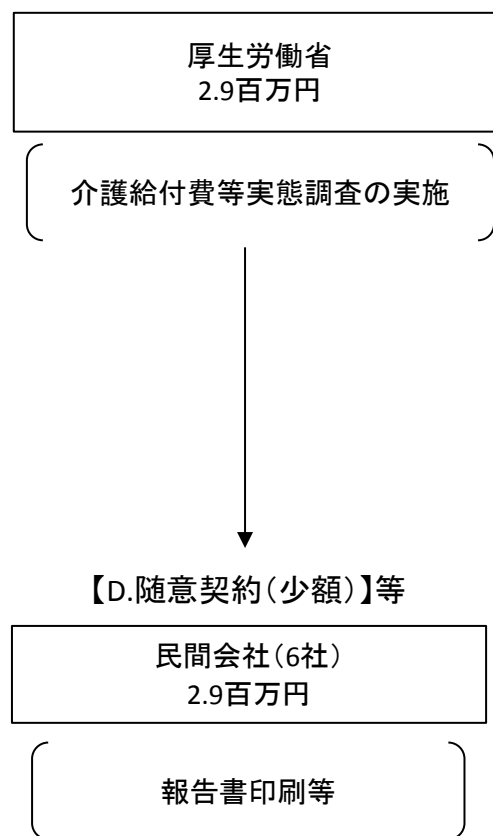 厚生労働省
2.9百万円
介護給付費等実態調査の実施
【D.随意契約(少額)】等
民間会社(6社)
2.9百万円
報告書印刷等